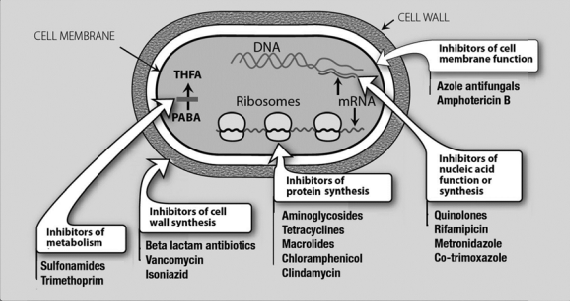 CELL WALL
CELL MEMBRANE
DNA
THFA
PABA
Ribosomes
mRNA
Inhibitors of cell
membrane function
Azole antifungals
Amphotericin B
Inhibitors of
metabolism
Sulfonamides
Trimethoprin
Inhibitors of cell
wall synthesis
Beta lactam antibiotics
Vancomycin
Isoniazid
Inhibitors of
protein synthesis
Aminoglycosides
Tetracyclines
Macrolides
Chloramphenicol
Clindamycin
Inhibitors of
nucleic acid
function or
synthesis
Quinolones
Rifamipicin
Metronidazole
Co-trimoxazole